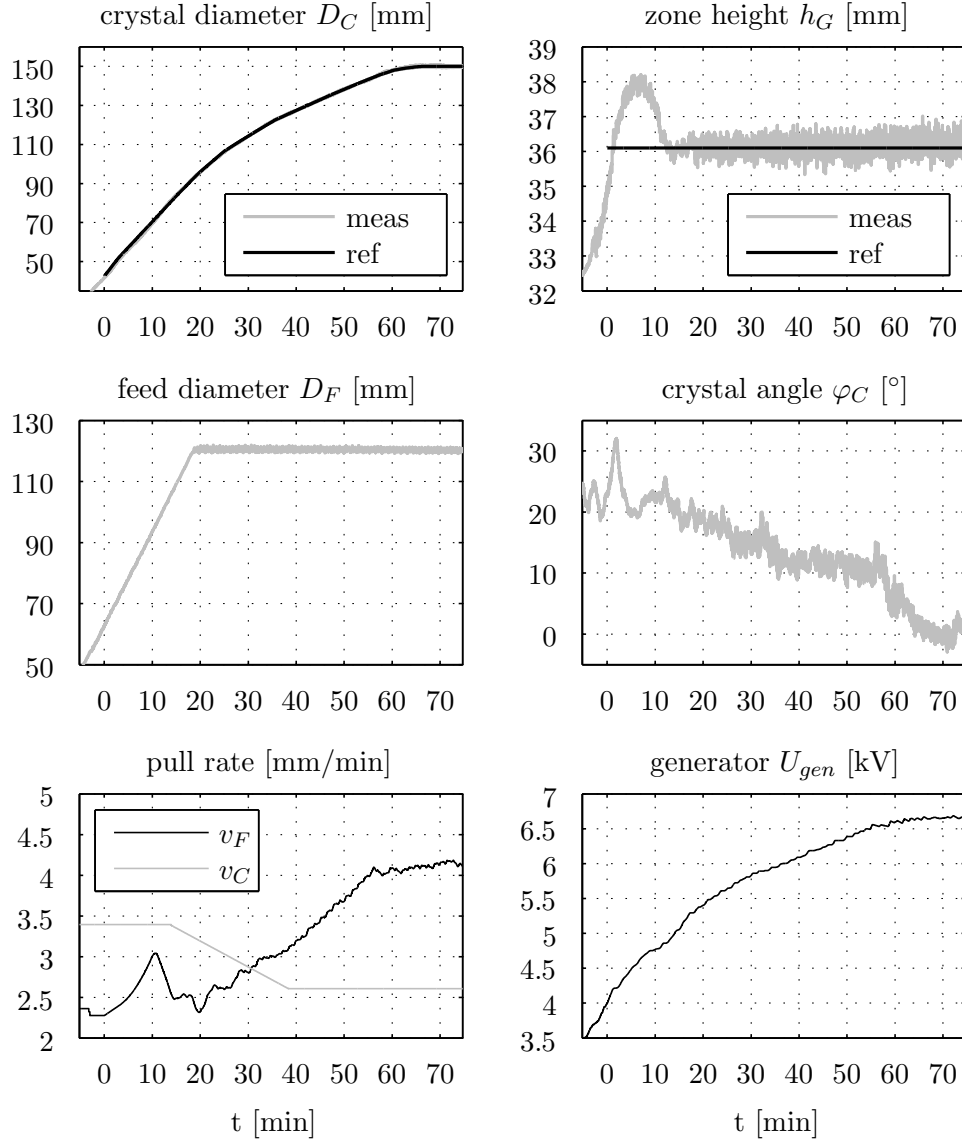 crystal diameter D_C [mm]
150
130
110
90
70
50
meas
ref
0 10 20 30 40 50 60 70
zone height h_G [mm]
39
38
37
36
35
34
33
32
meas
ref
0 10 20 30 40 50 60 70
feed diameter D_F [mm]
130
110
90
70
50
0 10 20 30 40 50 60 70
crystal angle φ_C [°]
30
20
10
0
0 10 20 30 40 50 60 70
pull rate [mm/min]
5
4.5
4
3.5
3
2.5
2
v_F
v_C
0 10 20 30 40 50 60 70
t [min]
generator U_gen [kV]
7
6.5
6
5.5
5
4.5
4
3.5
0 10 20 30 40 50 60 70
t [min]